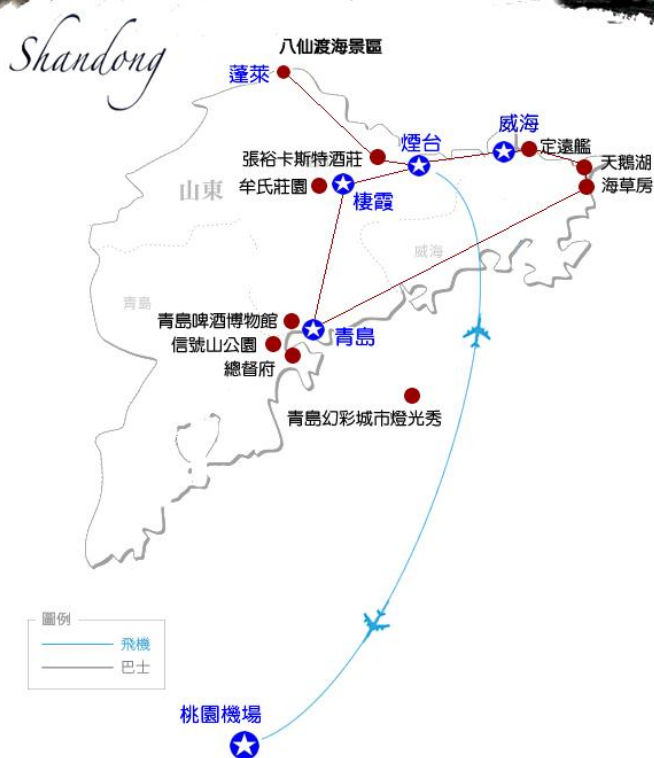 Shandong
八仙渡海景區
蓬萊
煙台
威海
定遠艦
張裕卡斯特酒莊
天鵝湖
山東
牟氏莊園
棲霞
海草房
威海
青島
青島啤酒博物館
信號山公園
青島
總督府
青島幻彩城市燈光秀
圖例
飛機
巴士
桃園機場